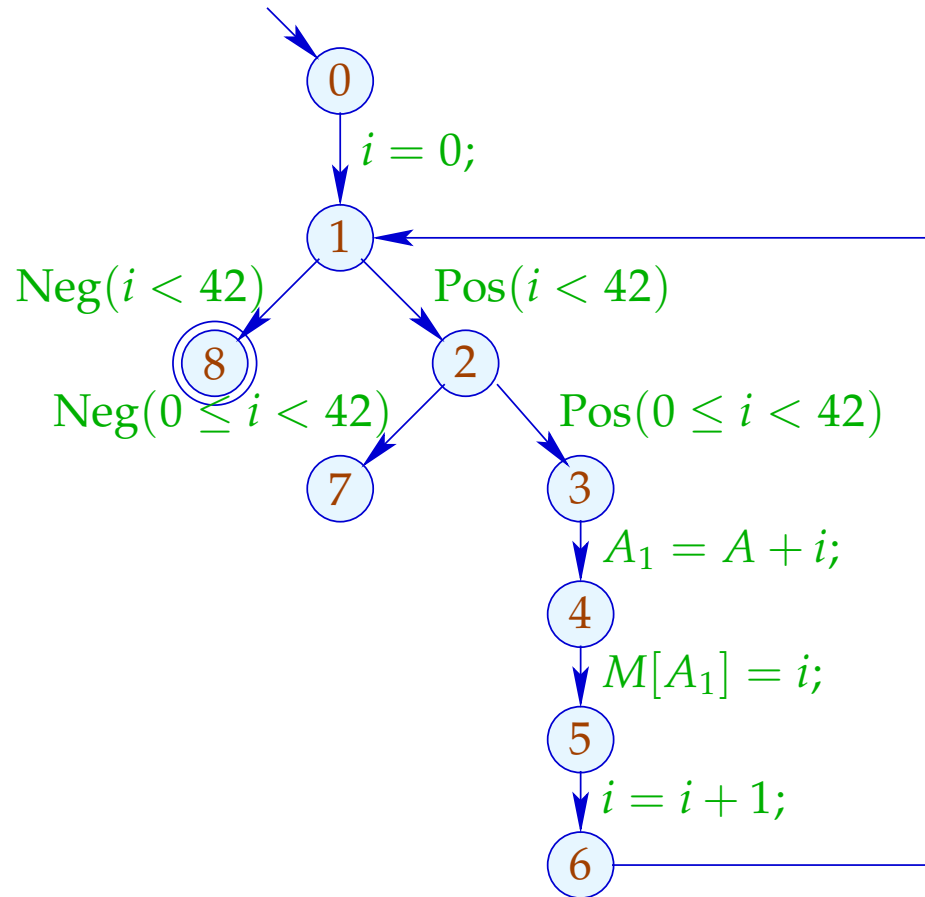 0
i = 0;
1
Neg(i < 42) Pos(i < 42)
8 2
Neg(0 ≤ i < 42) Pos(0 ≤ i < 42)
7 3
A₁ = A + i;
4
M[A₁] = i;
5
i = i + 1;
6